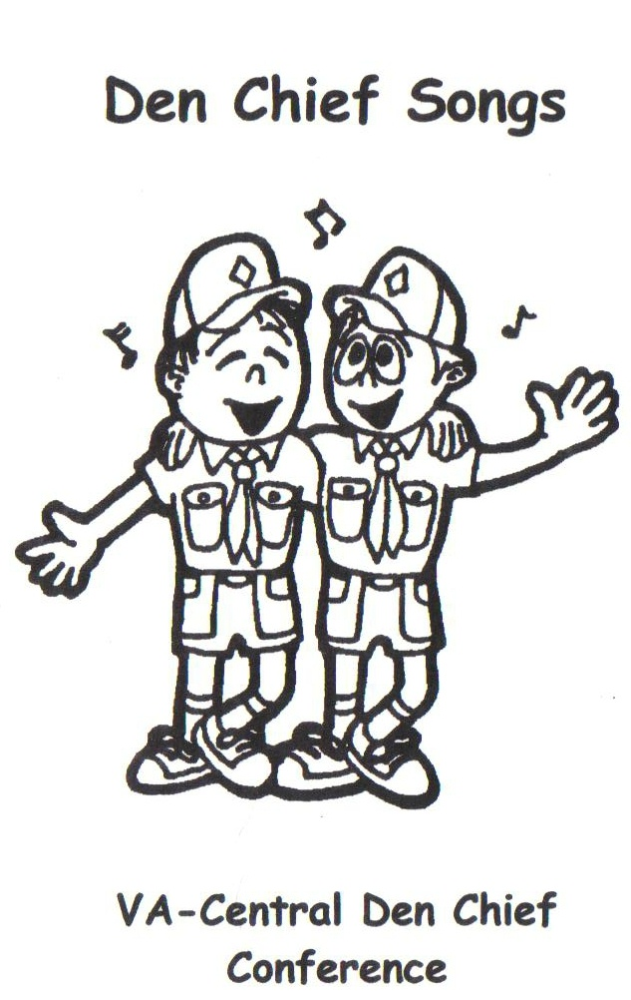 Den Chief Songs
VA-Central Den Chief
Conference